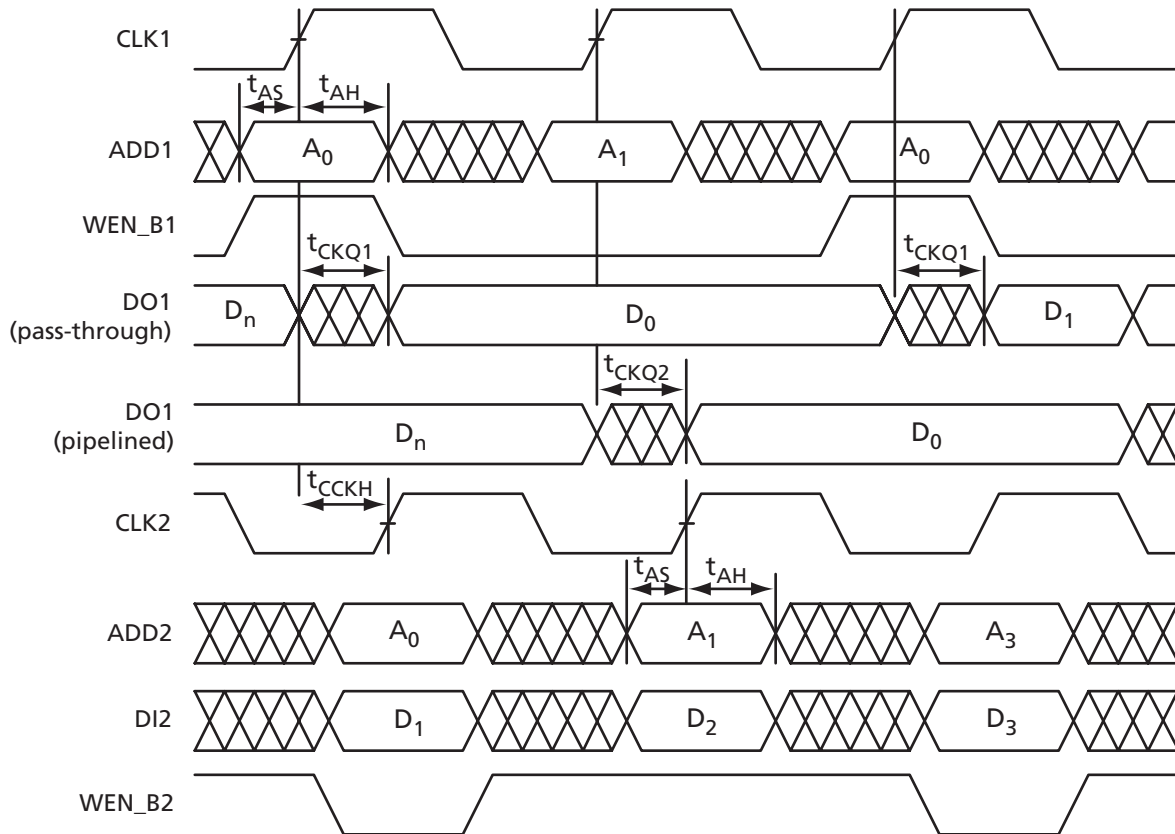 CLK1
tAS tAH
ADD1 A0 A1 A0
WEN_B1
tCKQ1 tCKQ1
DO1
(pass-through)
Dn D0 D1
tCKQ2
DO1
(pipelined)
Dn D0
tCCKH
CLK2
tAS tAH
ADD2 A0 A1 A3
DI2 D1 D2 D3
WEN_B2